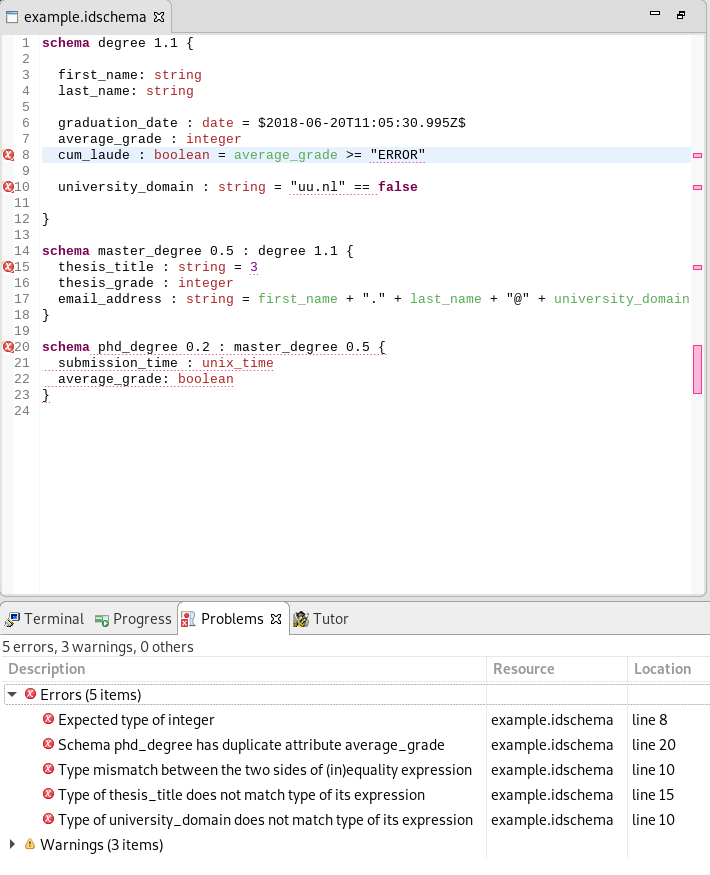 example.idschema
1 schema degree 1.1 {
2
3   first_name: string
4   last_name: string
5
6   graduation_date : date = $2018-06-20T11:05:30.995Z$
7   average_grade : integer
8   cum_laude : boolean = average_grade >= "ERROR"
9
10   university_domain : string = "uu.nl" == false
11
12 }
13
14 schema master_degree 0.5 : degree 1.1 {
15   thesis_title : string = 3
16   thesis_grade : integer
17   email_address : string = first_name + "." + last_name + "@" + university_domain
18 }
19
20 schema phd_degree 0.2 : master_degree 0.5 {
21   submission_time : unix_time
22   average_grade: boolean
23 }
24
Terminal Progress Problems Tutor
5 errors, 3 warnings, 0 others
Description Resource Location
Errors (5 items)
Expected type of integer example.idschema line 8
Schema phd_degree has duplicate attribute average_grade example.idschema line 20
Type mismatch between the two sides of (in)equality expression example.idschema line 10
Type of thesis_title does not match type of its expression example.idschema line 15
Type of university_domain does not match type of its expression example.idschema line 10
Warnings (3 items)